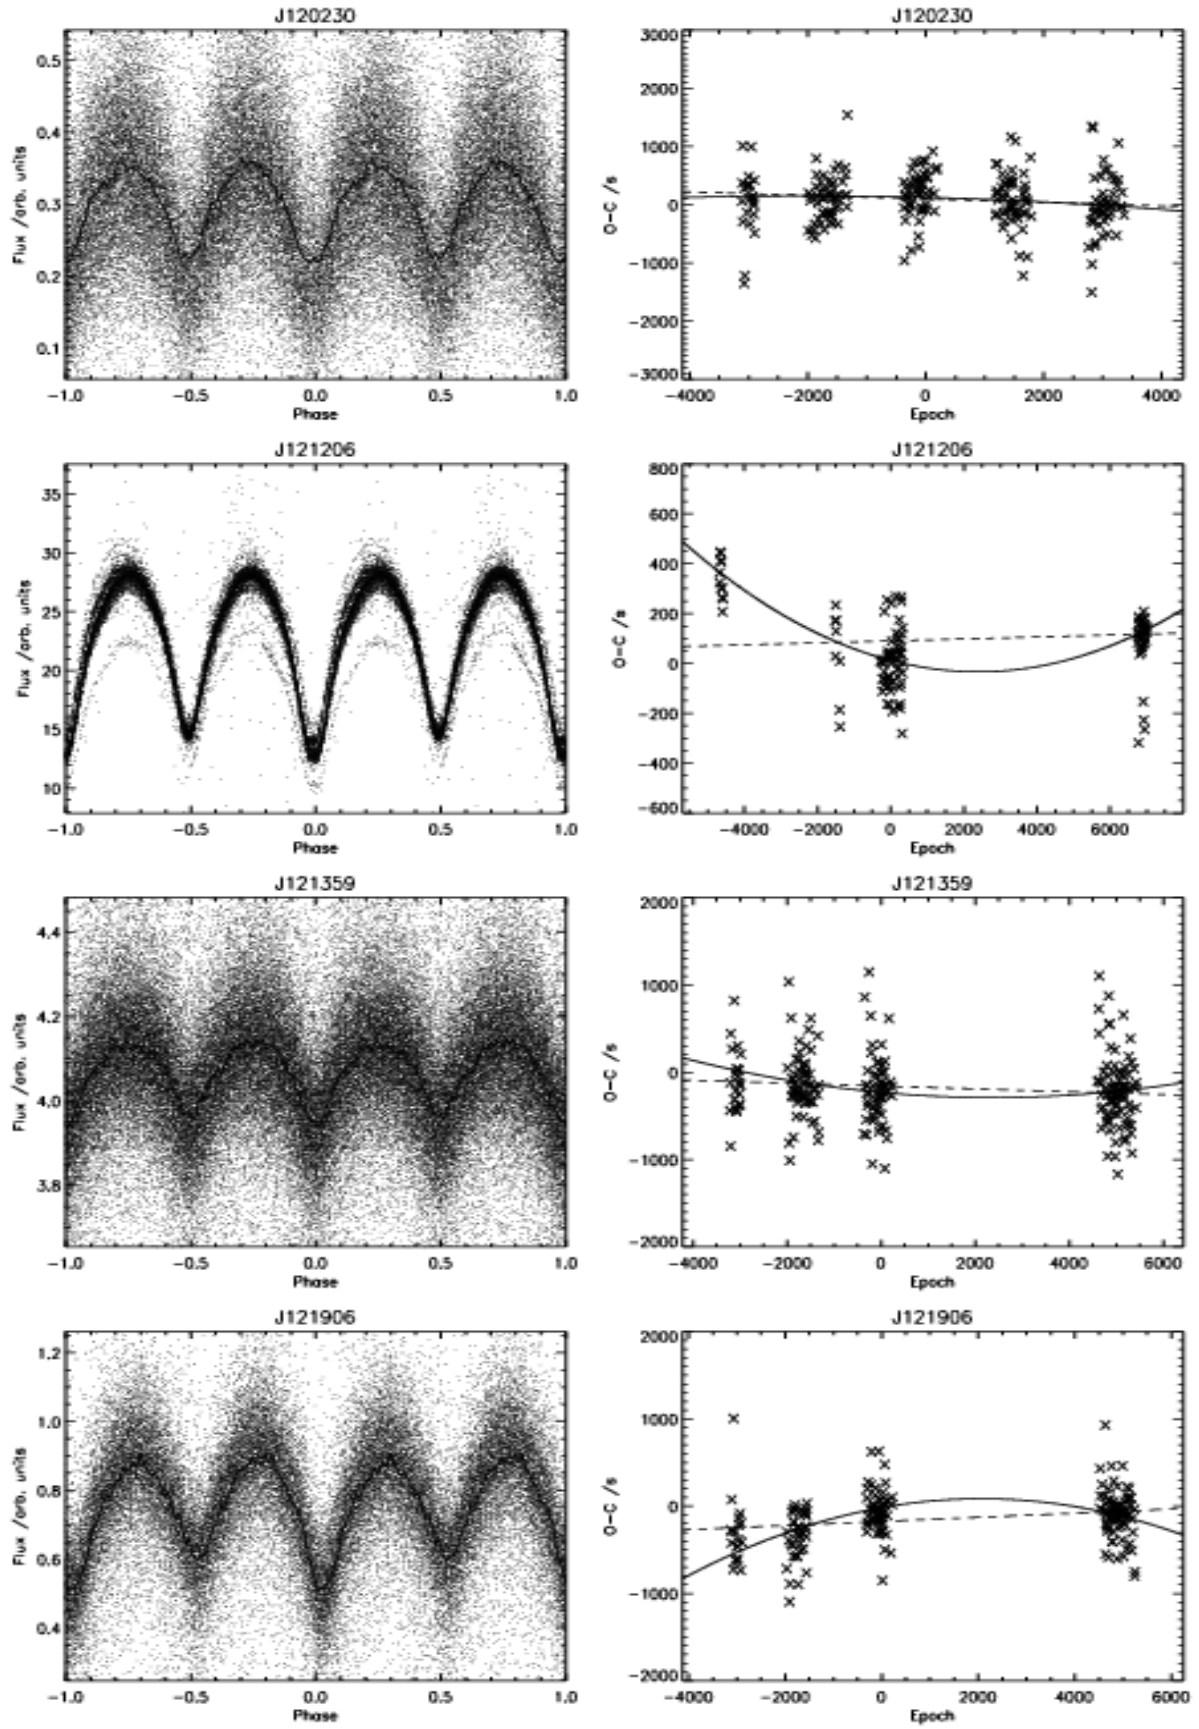 J120230
Flux /arb. units
0.5
0.4
0.3
0.2
0.1
-1.0 -0.5 0.0 0.5 1.0
Phase
J120230
O-C /s
3000
2000
1000
0
-1000
-2000
-3000
-4000 -2000 0 2000 4000
Epoch
J121206
Flux /arb. units
35
30
25
20
15
10
-1.0 -0.5 0.0 0.5 1.0
Phase
J121206
O-C /s
800
600
400
200
0
-200
-400
-600
-4000 -2000 0 2000 4000 6000
Epoch
J121359
Flux /arb. units
4.4
4.2
4.0
3.8
-1.0 -0.5 0.0 0.5 1.0
Phase
J121359
O-C /s
2000
1000
0
-1000
-2000
-4000 -2000 0 2000 4000 6000
Epoch
J121906
Flux /arb. units
1.2
1.0
0.8
0.6
0.4
-1.0 -0.5 0.0 0.5 1.0
Phase
J121906
O-C /s
2000
1000
0
-1000
-2000
-4000 -2000 0 2000 4000 6000
Epoch